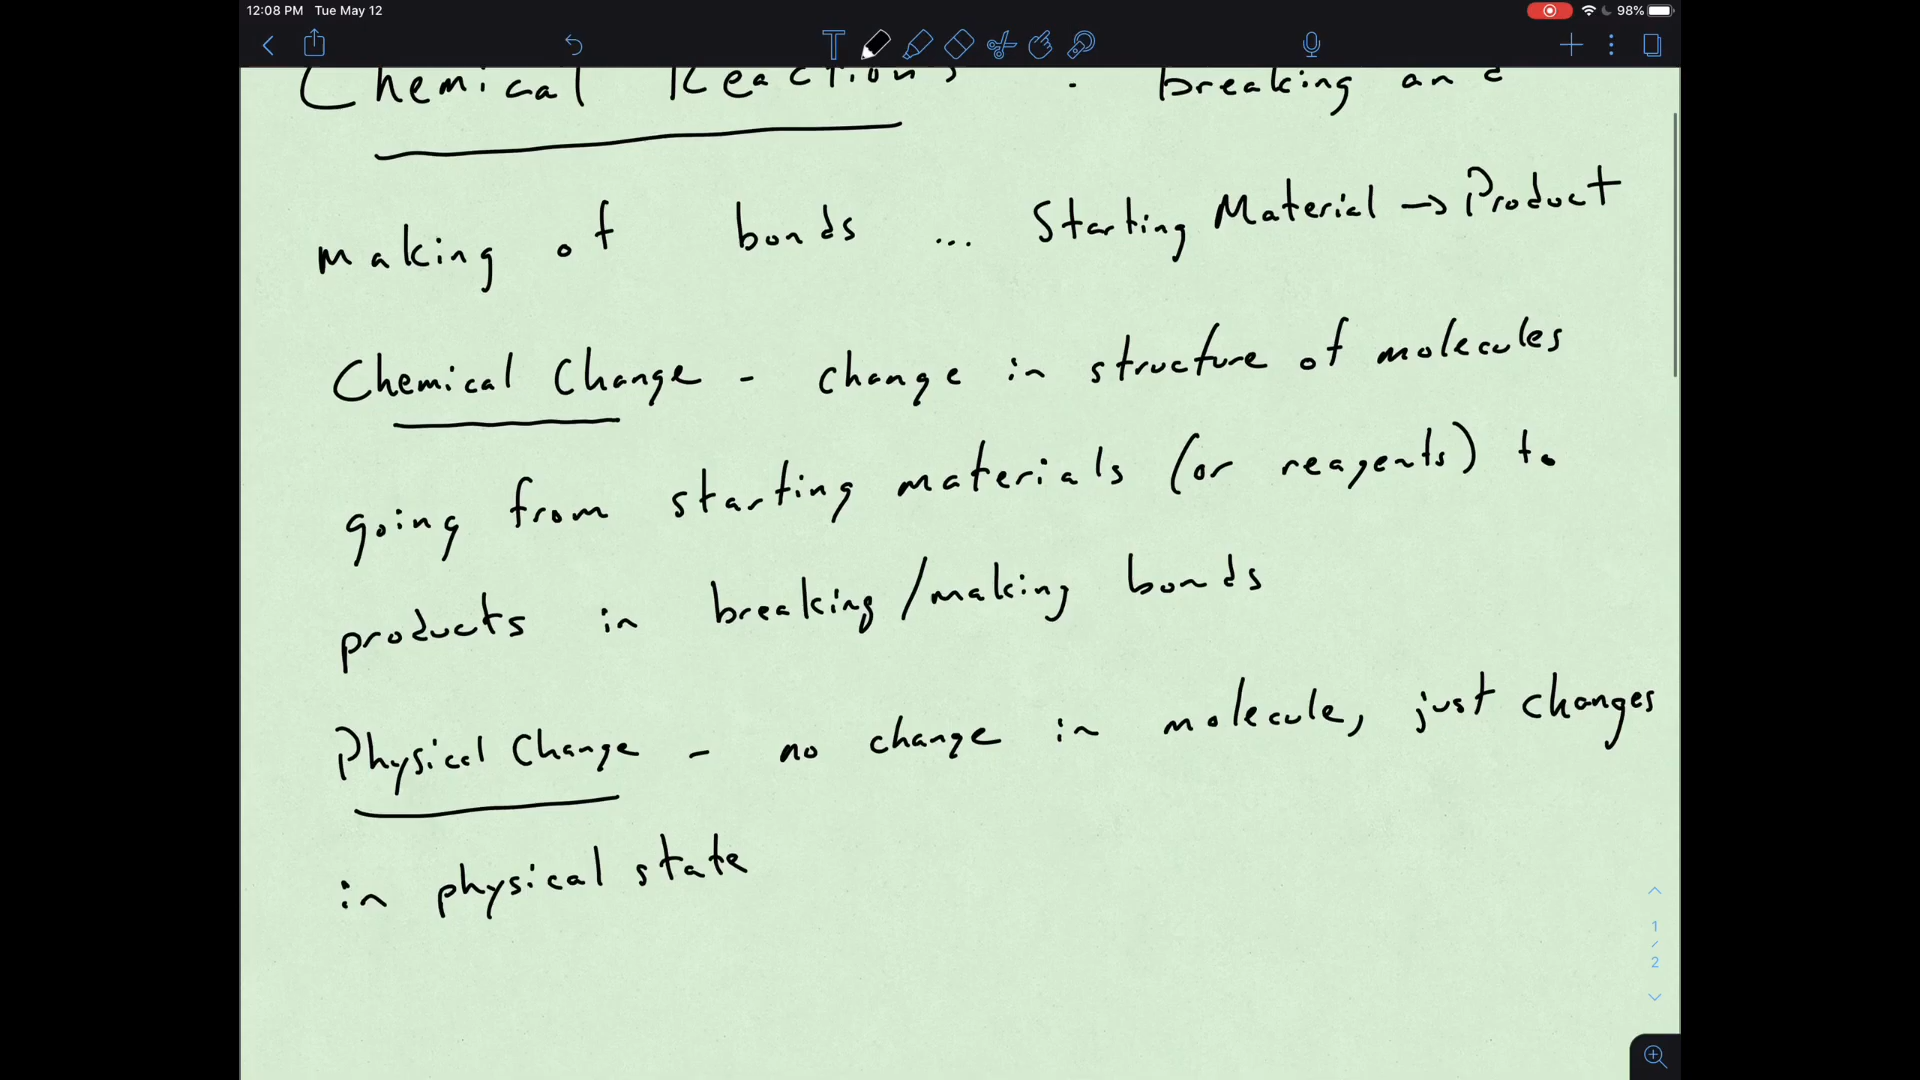 12:08 PM Tue May 12
98%
T
Chemical Reactions . breaking and
making of bonds ... Starting Material → Product
Chemical Change - change in structure of molecules
going from starting materials (or reagents) to
products in breaking/making bonds
Physical Change - no change in molecule, just changes
in physical state
1
/
2